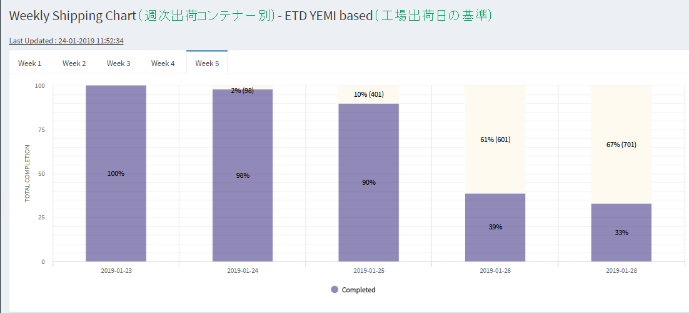 Weekly Shipping Chart(週次出荷コンテナー別) - ETD YEMI based(工場出荷日の基準)
Last Updated : 24-01-2019 11:52:34
Week 1 Week 2 Week 3 Week 4 Week 5
TOTAL COMPLETION
100
75
50
25
0
2% (98) 10% (401) 61% (601) 67% (701)
100% 98% 90% 39% 33%
2019-01-23 2019-01-24 2019-01-25 2019-01-26 2019-01-28
Completed